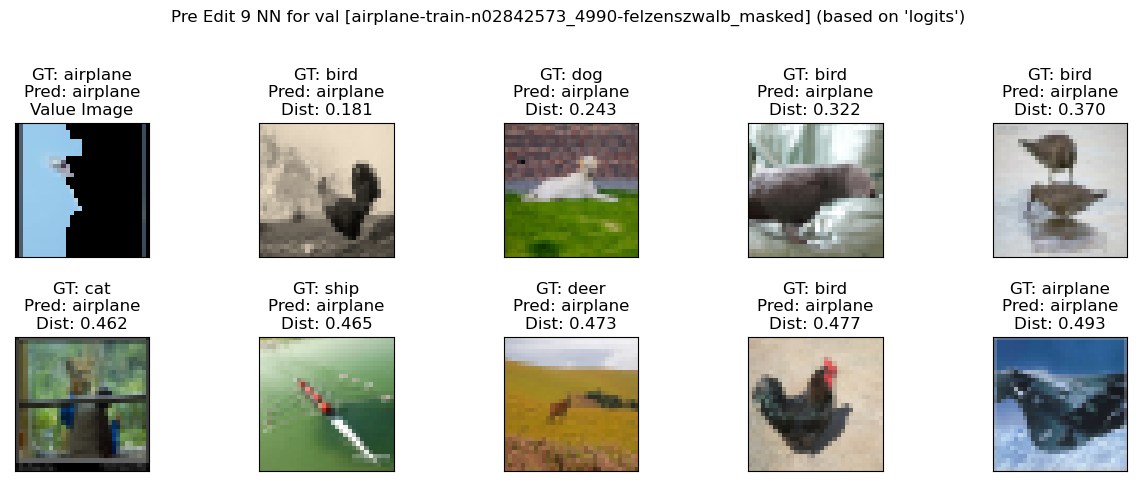 Pre Edit 9 NN for val [airplane-train-n02842573_4990-felzenszwalb_masked] (based on 'logits')
GT: airplane
Pred: airplane
Value Image
GT: bird
Pred: airplane
Dist: 0.181
GT: dog
Pred: airplane
Dist: 0.243
GT: bird
Pred: airplane
Dist: 0.322
GT: bird
Pred: airplane
Dist: 0.370
GT: cat
Pred: airplane
Dist: 0.462
GT: ship
Pred: airplane
Dist: 0.465
GT: deer
Pred: airplane
Dist: 0.473
GT: bird
Pred: airplane
Dist: 0.477
GT: airplane
Pred: airplane
Dist: 0.493